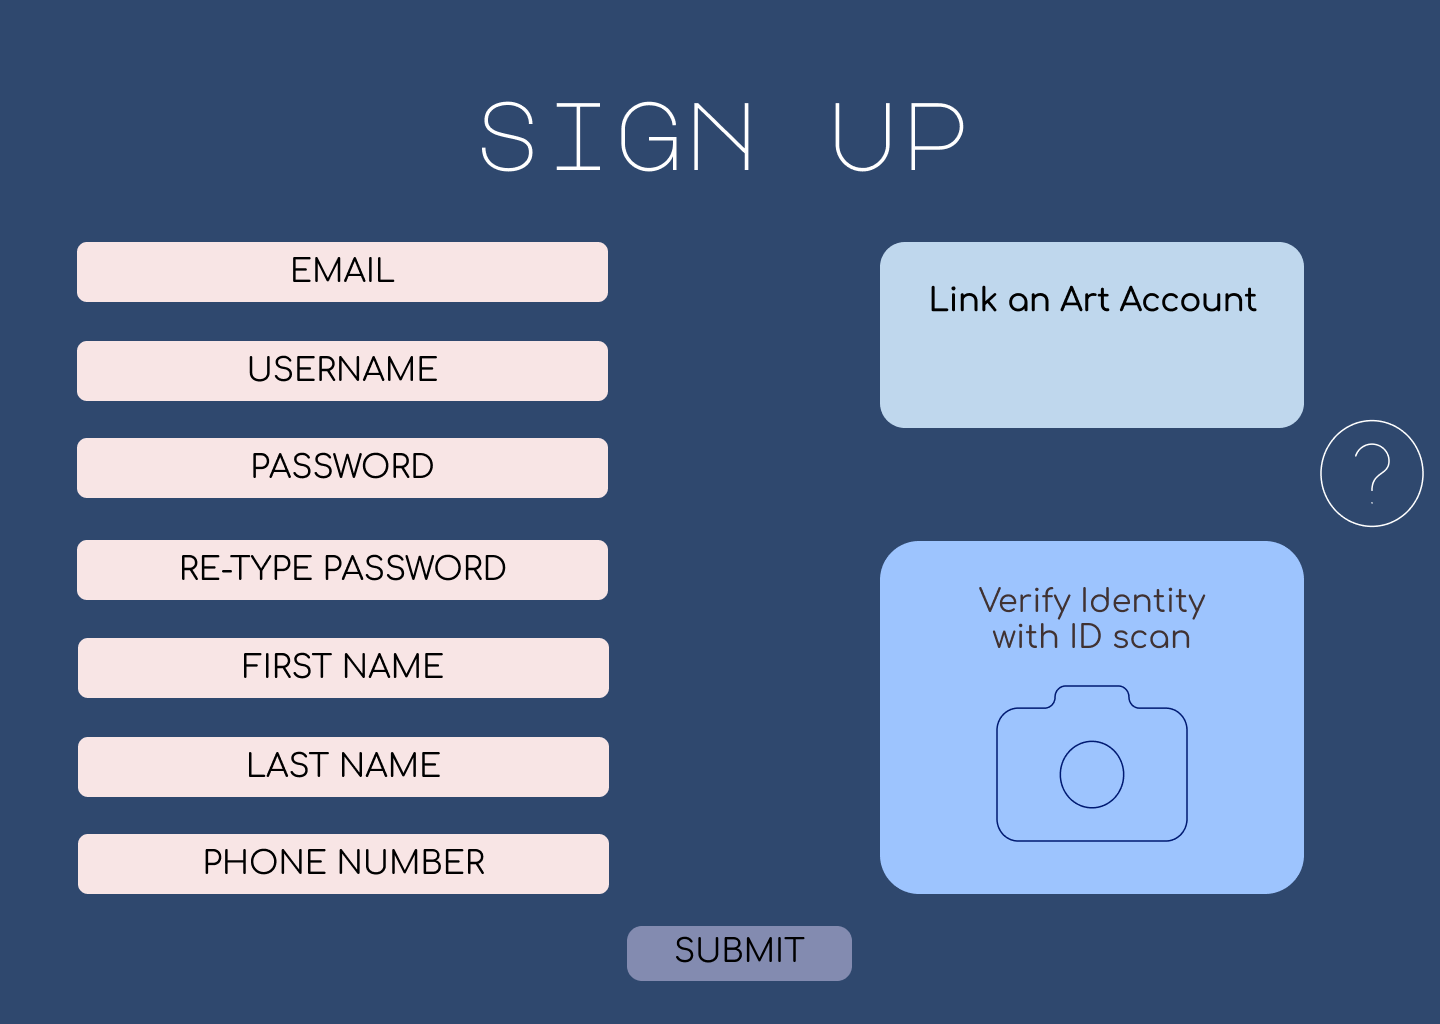 SIGN UP
EMAIL
USERNAME
PASSWORD
RE-TYPE PASSWORD
FIRST NAME
LAST NAME
PHONE NUMBER
Link an Art Account
?
Verify Identity
with ID scan
SUBMIT